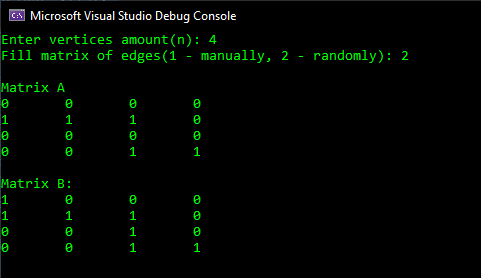 Microsoft Visual Studio Debug Console
Enter vertices amount(n): 4
Fill matrix of edges(1 - manually, 2 - randomly): 2
Matrix A
0 0 0 0
1 1 1 0
0 0 0 0
0 0 1 1
Matrix B:
1 0 0 0
1 1 1 0
0 0 1 0
0 0 1 1